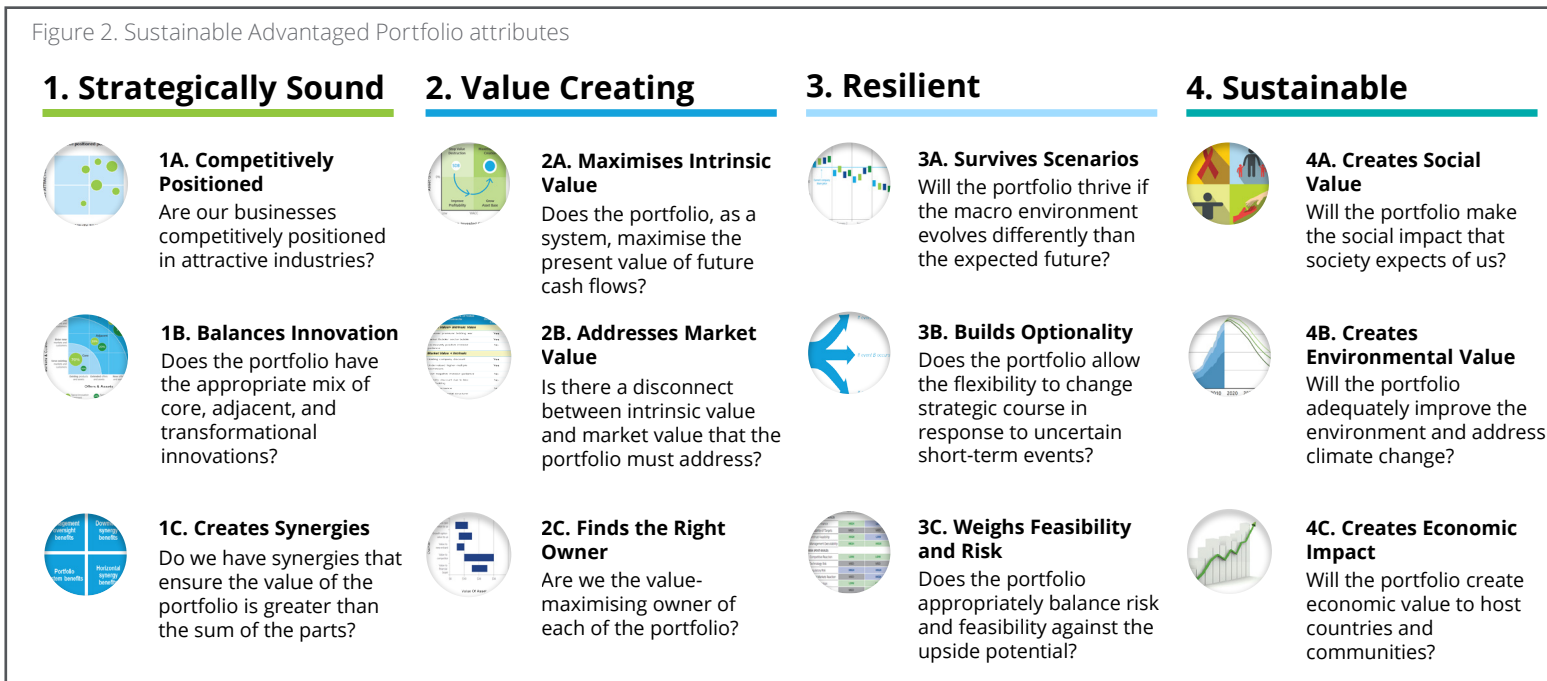 Figure 2. Sustainable Advantaged Portfolio attributes
1. Strategically Sound
1A. Competitively
Positioned
Are our businesses
competitively positioned
in attractive industries?
1B. Balances Innovation
Does the portfolio have
the appropriate mix of
core, adjacent, and
transformational
innovations?
1C. Creates Synergies
Do we have synergies that
ensure the value of the
portfolio is greater than
the sum of the parts?
oversight
benefits
synergy
benefits
Portfolio
benefits
Horizontal
synergy
2. Value Creating
2A. Maximises Intrinsic
Value
Does the portfolio, as a
system, maximise the
present value of future
cash flows?
2B. Addresses Market
Value
Is there a disconnect
between intrinsic value
and market value that the
portfolio must address?
2C. Finds the Right
Owner
Are we the value-
maximising owner of
each of the portfolio?
3. Resilient
3A. Survives Scenarios
Will the portfolio thrive if
the macro environment
evolves differently than
the expected future?
3B. Builds Optionality
Does the portfolio allow
the flexibility to change
strategic course in
response to uncertain
short-term events?
3C. Weighs Feasibility
and Risk
Does the portfolio
appropriately balance risk
and feasibility against the
upside potential?
4. Sustainable
4A. Creates Social
Value
Will the portfolio make
the social impact that
society expects of us?
4B. Creates
Environmental Value
Will the portfolio
adequately improve the
environment and address
climate change?
2020
4C. Creates Economic
Impact
Will the portfolio create
economic value to host
countries and
communities?